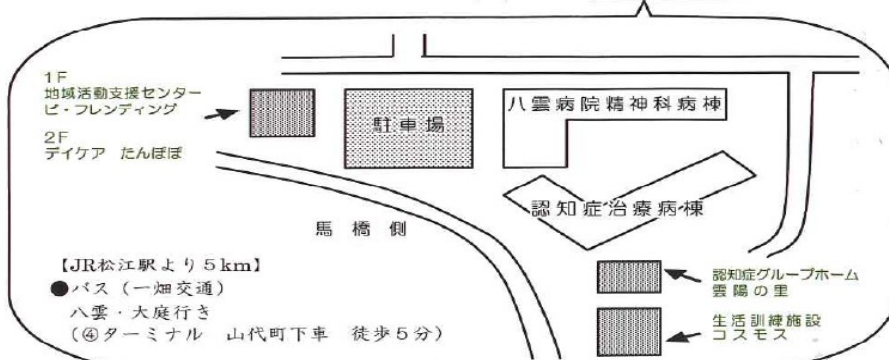 1F
地域活動支援センター
ビ・フレンディング
2F
デイケア　たんぽぽ
駐車場
八雲病院精神科病棟
認知症治療病棟
馬橋側
【JR松江駅より5km】
●バス（一畑交通）
八雲・大庭行き
（④ターミナル　山代町下車　徒歩5分）
認知症グループホーム
雲陽の里
生活訓練施設
コスモス